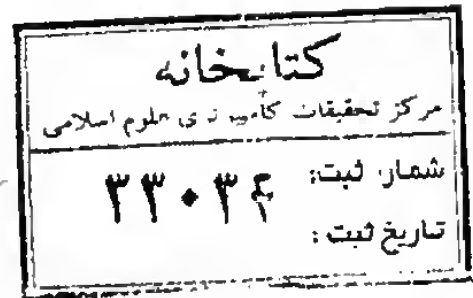 کتابخانه
مرکز تحقیقات کامپیوتری علوم اسلامی
شماره ثبت: ۳۳۰۳۴
تاریخ ثبت: